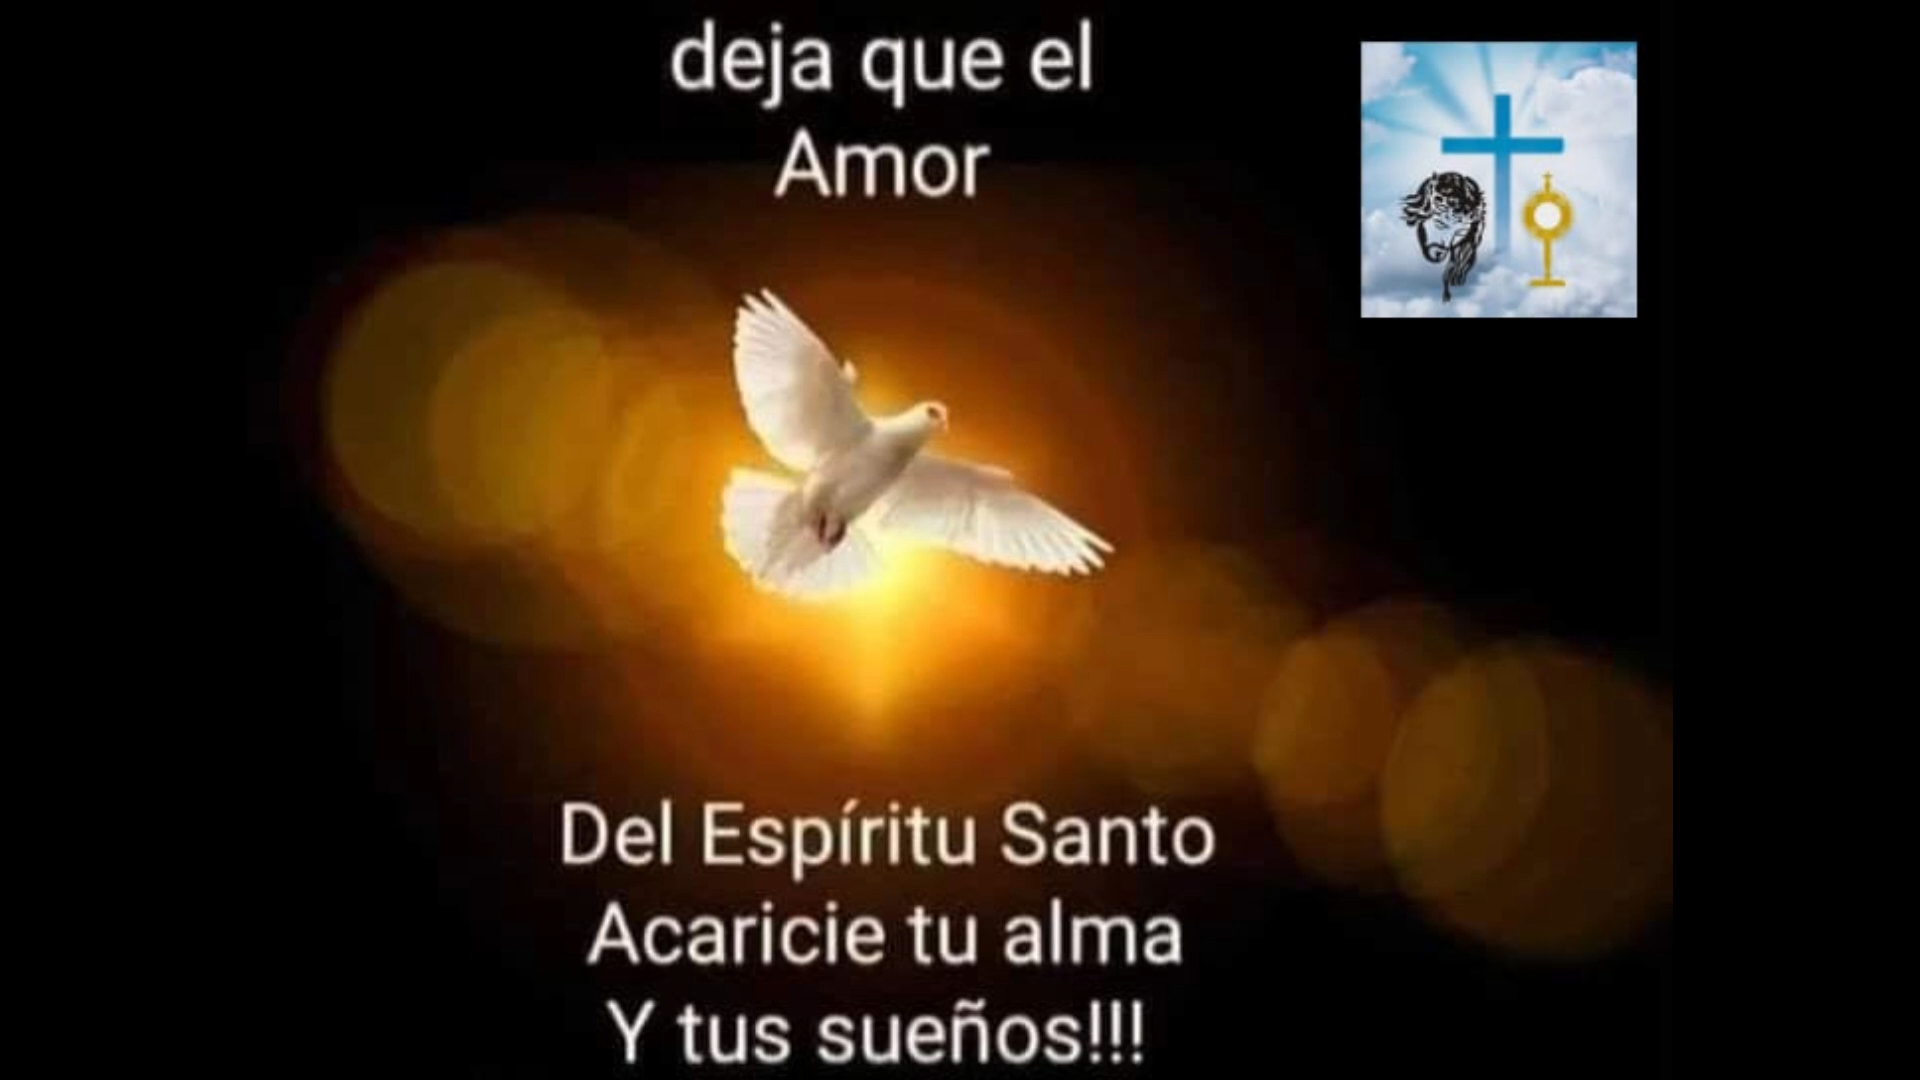 deja que el
Amor
Del Espíritu Santo
Acaricie tu alma
Y tus sueños!!!